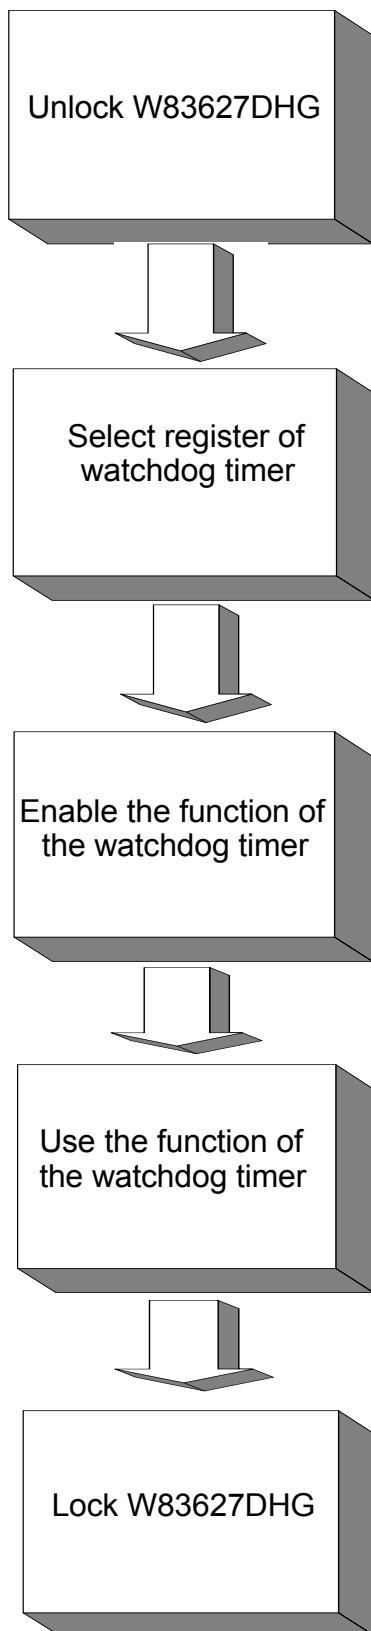 Unlock W83627DHG
Select register of
watchdog timer
Enable the function of
the watchdog timer
Use the function of
the watchdog timer
Lock W83627DHG